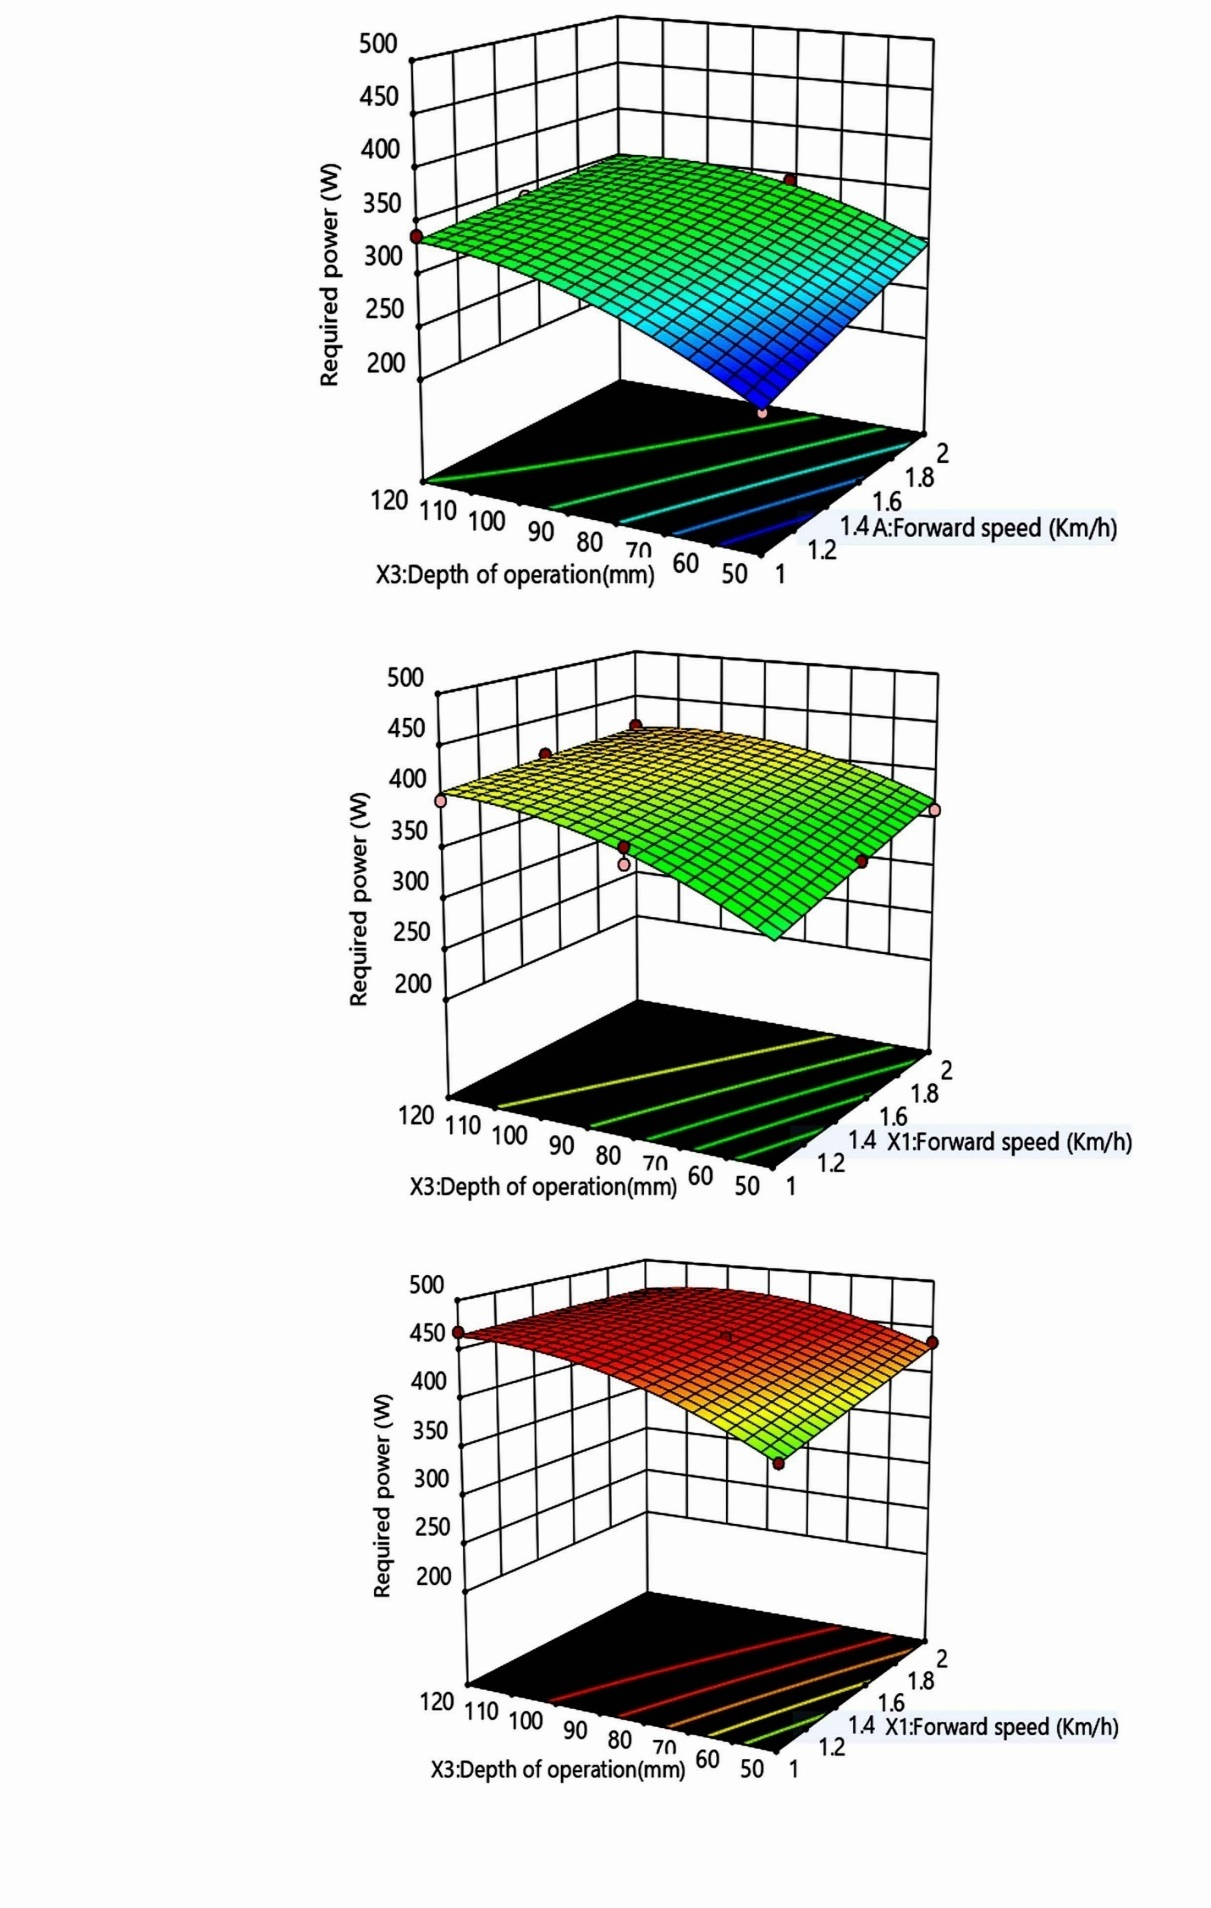 500
450
400
350
300
250
200
Required power (W)
120 110 100 90 80 70 60 50
X3:Depth of operation(mm)
1 1.2 1.4 1.6 1.8 2
A:Forward speed (Km/h)
500
450
400
350
300
250
200
Required power (W)
120 110 100 90 80 70 60 50
X3:Depth of operation(mm)
1 1.2 1.4 1.6 1.8 2
X1:Forward speed (Km/h)
500
450
400
350
300
250
200
Required power (W)
120 110 100 90 80 70 60 50
X3:Depth of operation(mm)
1 1.2 1.4 1.6 1.8 2
X1:Forward speed (Km/h)